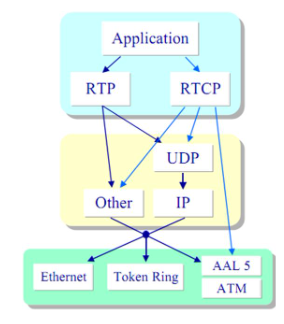 Application
RTP RTCP
UDP
Other IP
Ethernet Token Ring AAL 5
ATM